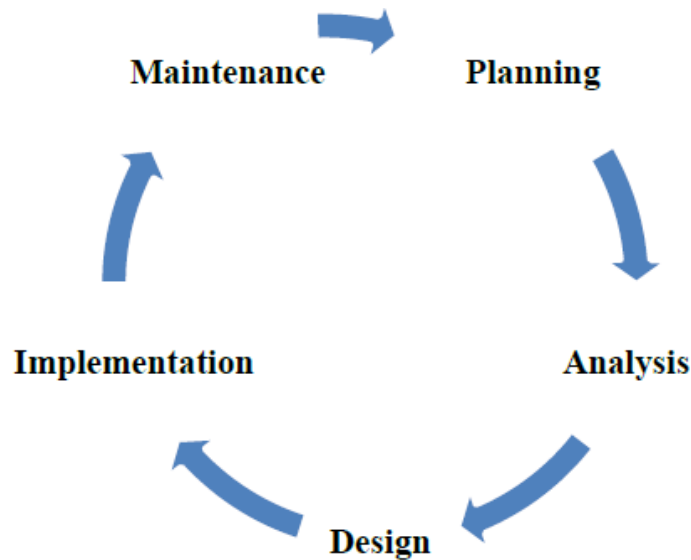 Maintenance
Planning
Implementation
Analysis
Design